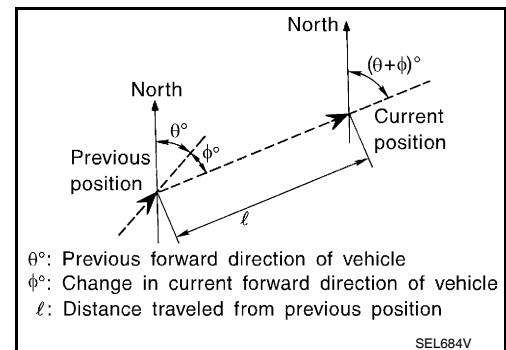 North
(θ+ϕ)°
North
θ°
ϕ°
Current
position
Previous
position
ℓ
θ°: Previous forward direction of vehicle
ϕ°: Change in current forward direction of vehicle
ℓ: Distance traveled from previous position
SEL684V